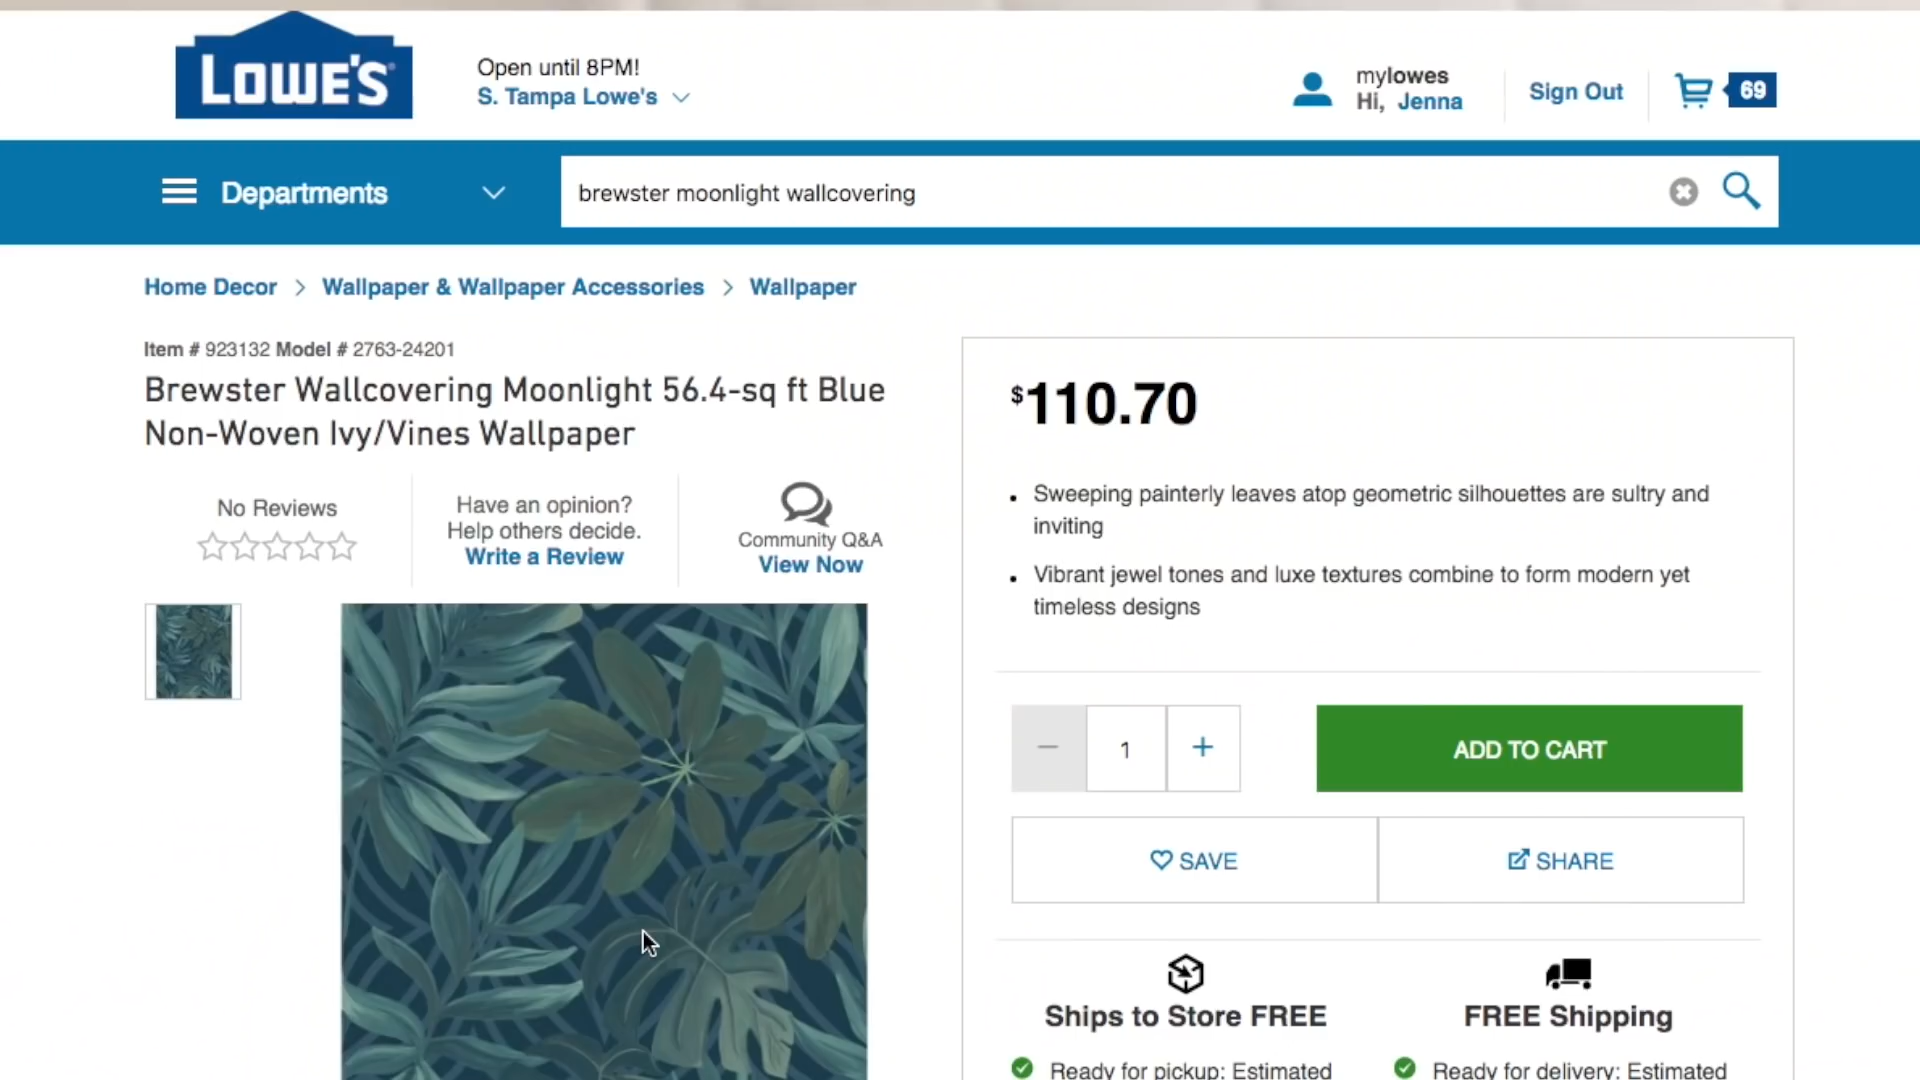 LOWE'S
Open until 8PM!
S. Tampa Lowe's
mylowes
Hi, Jenna
Sign Out
69
Departments
brewster moonlight wallcovering
Home Decor > Wallpaper & Wallpaper Accessories > Wallpaper
Item # 923132 Model # 2763-24201
Brewster Wallcovering Moonlight 56.4-sq ft Blue
Non-Woven Ivy/Vines Wallpaper
No Reviews
Have an opinion?
Help others decide.
Write a Review
Community Q&A
View Now
$110.70
• Sweeping painterly leaves atop geometric silhouettes are sultry and
inviting
• Vibrant jewel tones and luxe textures combine to form modern yet
timeless designs
− 1 +
ADD TO CART
SAVE
SHARE
Ships to Store FREE
Ready for pickup: Estimated
FREE Shipping
Ready for delivery: Estimated